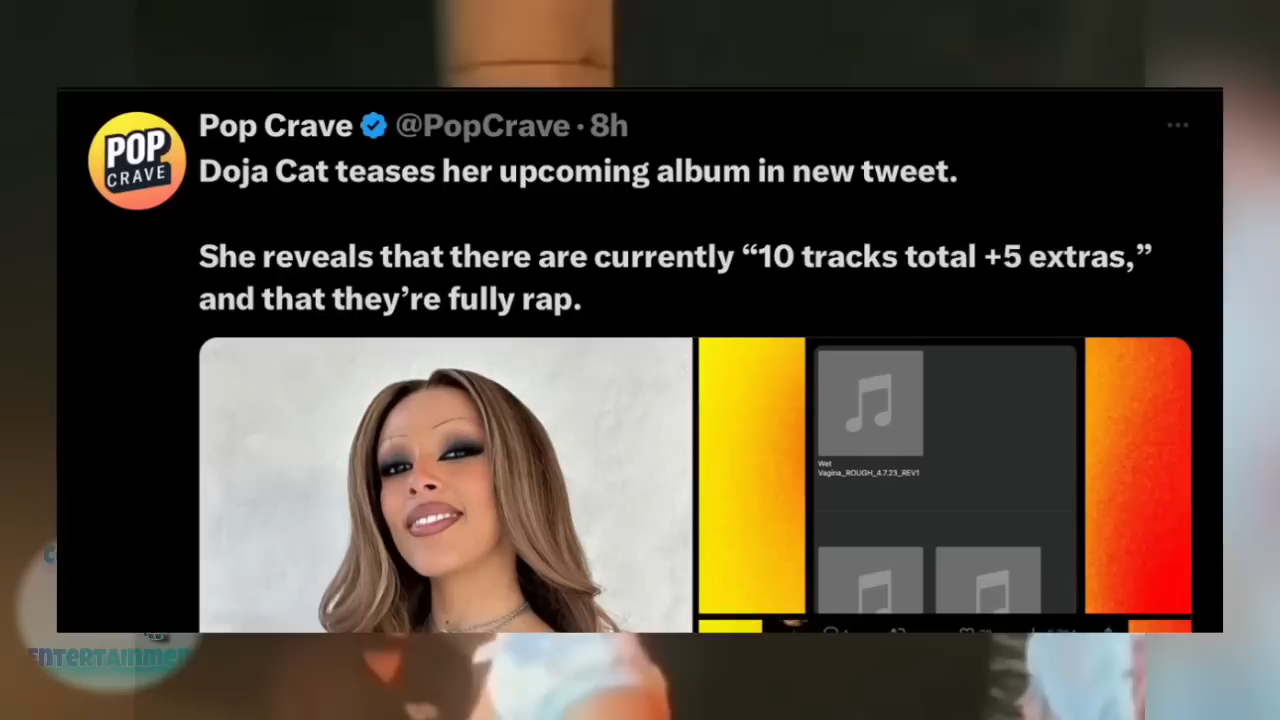 POP
CRAVE
Pop Crave @PopCrave · 8h
Doja Cat teases her upcoming album in new tweet.
She reveals that there are currently “10 tracks total +5 extras,”
and that they’re fully rap.
Wet
Vagina_ROUGH_4.7.23_REV1
ENTERTAINMEN